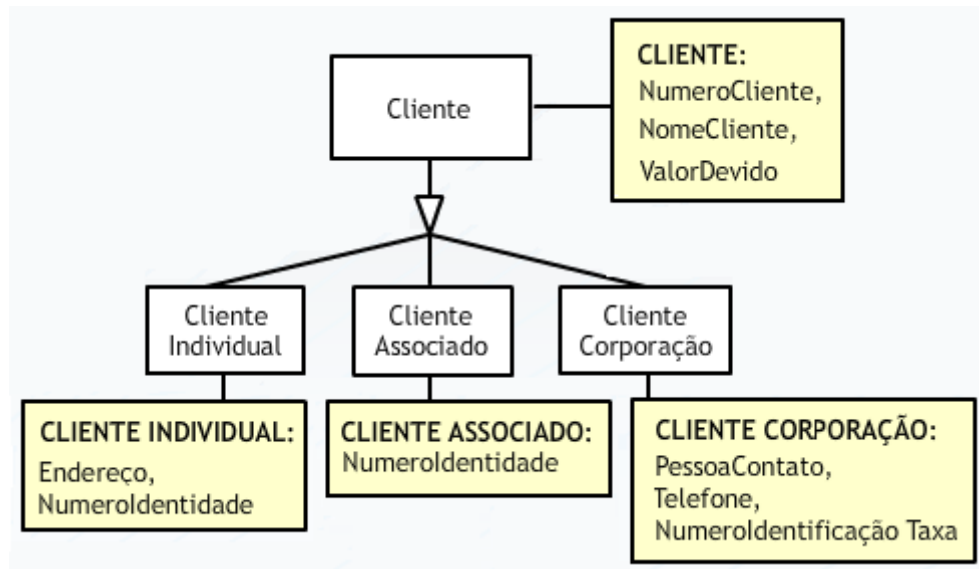 Cliente
CLIENTE:
NumeroCliente,
NomeCliente,
ValorDevido
Cliente
Individual
Cliente
Associado
Cliente
Corporação
CLIENTE INDIVIDUAL:
Endereço,
NumeroIdentidade
CLIENTE ASSOCIADO:
NumeroIdentidade
CLIENTE CORPORAÇÃO:
PessoaContato,
Telefone,
NumeroIdentificação Taxa